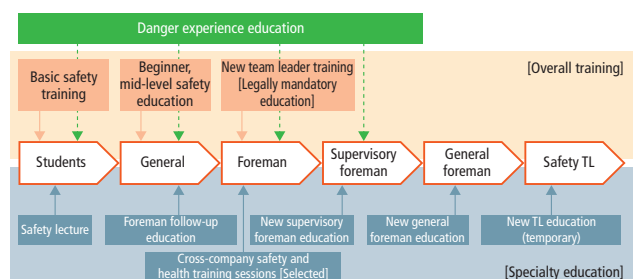 Danger experience education
Basic safety
training
Beginner,
mid-level safety
education
New team leader training
[Legally mandatory
education]
[Overall training]
Students
General
Foreman
Supervisory
foreman
General
foreman
Safety TL
Safety lecture
Foreman follow-up
education
New supervisory
foreman education
New general
foreman education
New TL education
(temporary)
Cross-company safety and
health training sessions [Selected]
[Specialty education]